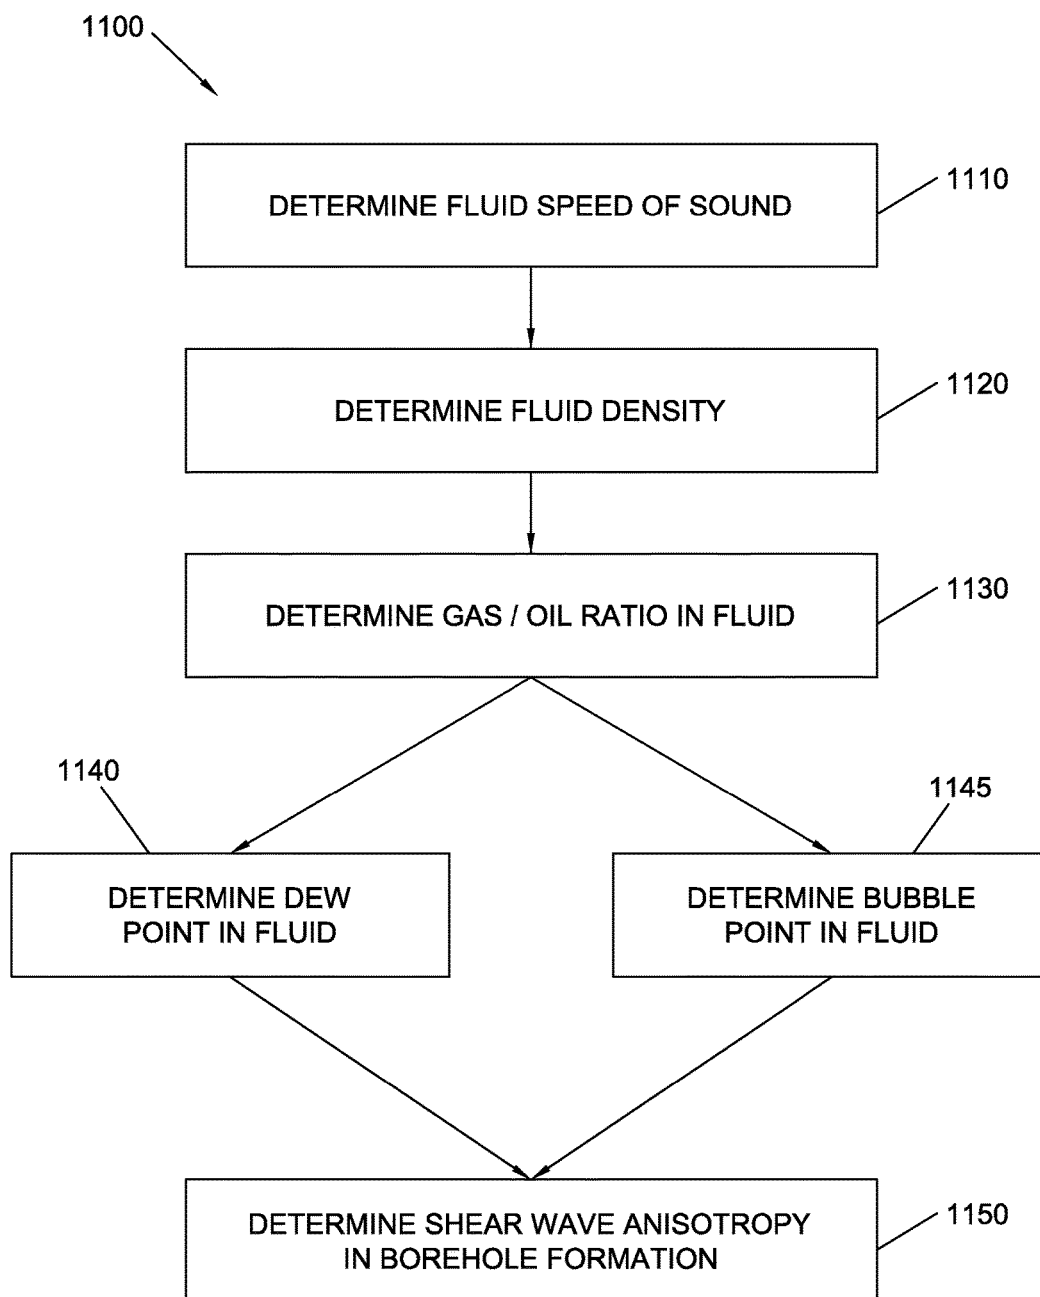 1100
DETERMINE FLUID SPEED OF SOUND
1110
DETERMINE FLUID DENSITY
1120
DETERMINE GAS / OIL RATIO IN FLUID
1130
1140
1145
DETERMINE DEW
POINT IN FLUID
DETERMINE BUBBLE
POINT IN FLUID
DETERMINE SHEAR WAVE ANISOTROPY
IN BOREHOLE FORMATION
1150